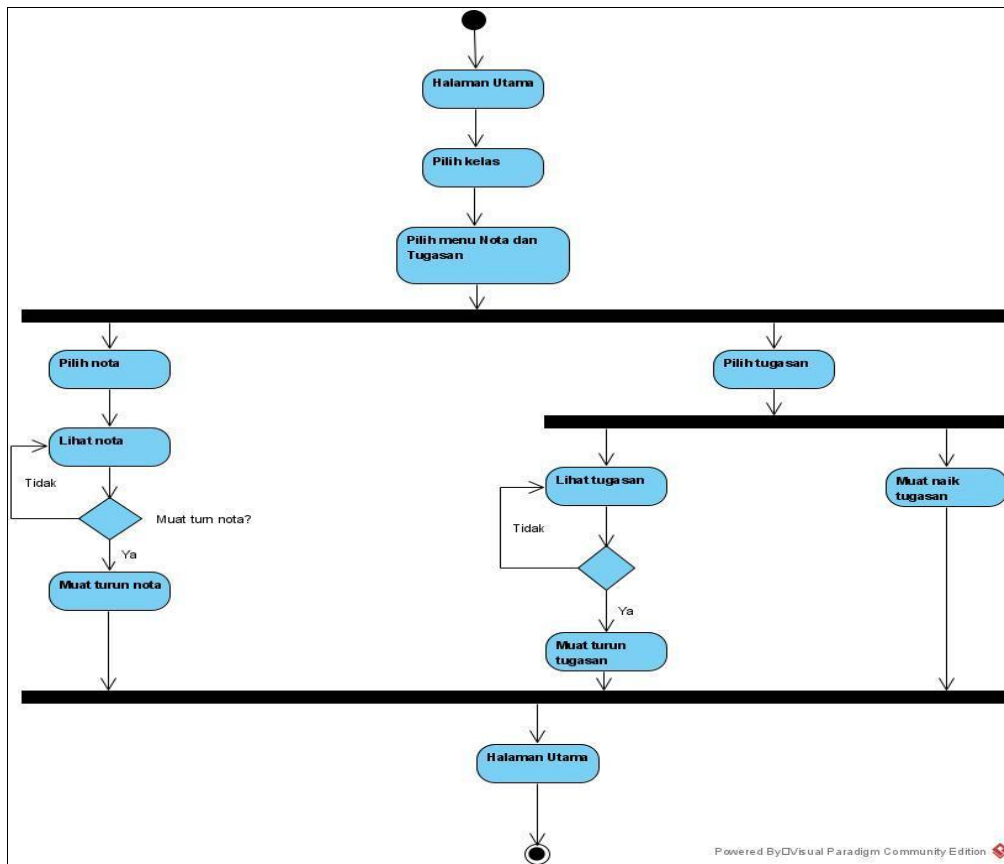 Halaman Utama
Pilih kelas
Pilih menu Nota dan
Tugasan
Pilih nota
Pilih tugasan
Lihat nota
Tidak
Muat turn nota?
Ya
Muat turun nota
Lihat tugasan
Tidak
Ya
Muat turun
tugasan
Muat naik
tugasan
Halaman Utama
Powered By□Visual Paradigm Community Edition